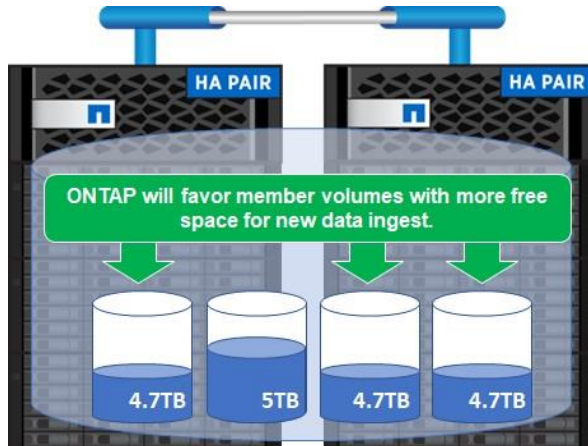 HA PAIR
HA PAIR
ONTAP will favor member volumes with more free
space for new data ingest.
4.7TB
5TB
4.7TB
4.7TB